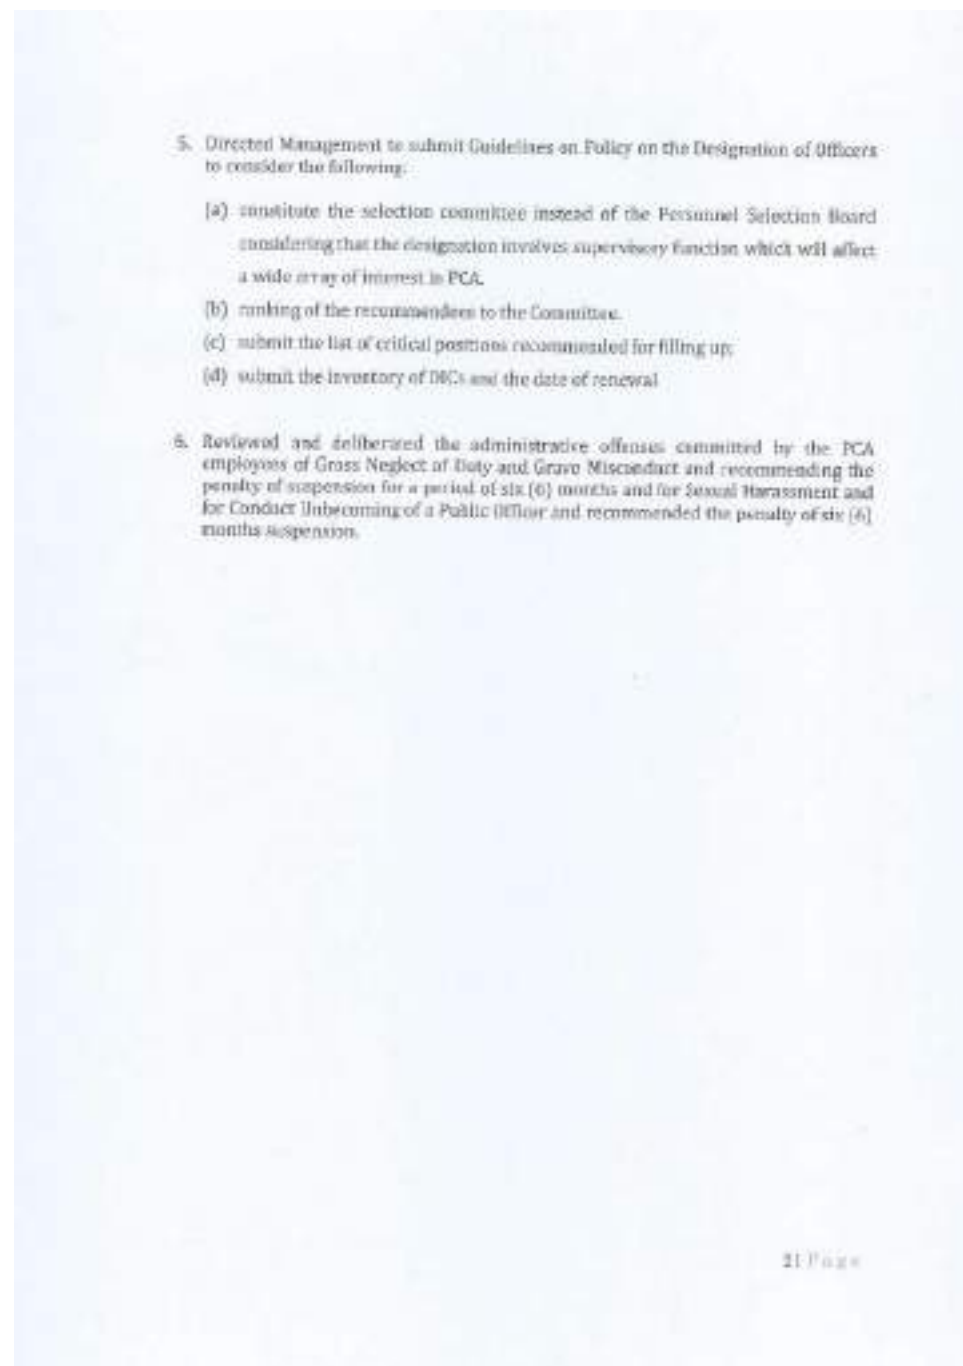 5. Directed Management to submit Guidelines on Policy on the Designation of Officers
to consider the following:
(a) constitute the selection committee instead of the Personnel Selection Board
considering that the designation involves supervisory function which will affect
a wide array of interest in PCA.
(b) ranking of the recommendees to the Committee.
(c) submit the list of critical positions recommended for filling up;
(d) submit the inventory of OICs and the date of renewal
6. Reviewed and deliberated the administrative offenses committed by the PCA
employees of Gross Neglect of Duty and Grave Misconduct and recommending the
penalty of suspension for a period of six (6) months and for Sexual Harassment and
for Conduct Unbecoming of a Public Officer and recommended the penalty of six (6)
months suspension.
Page